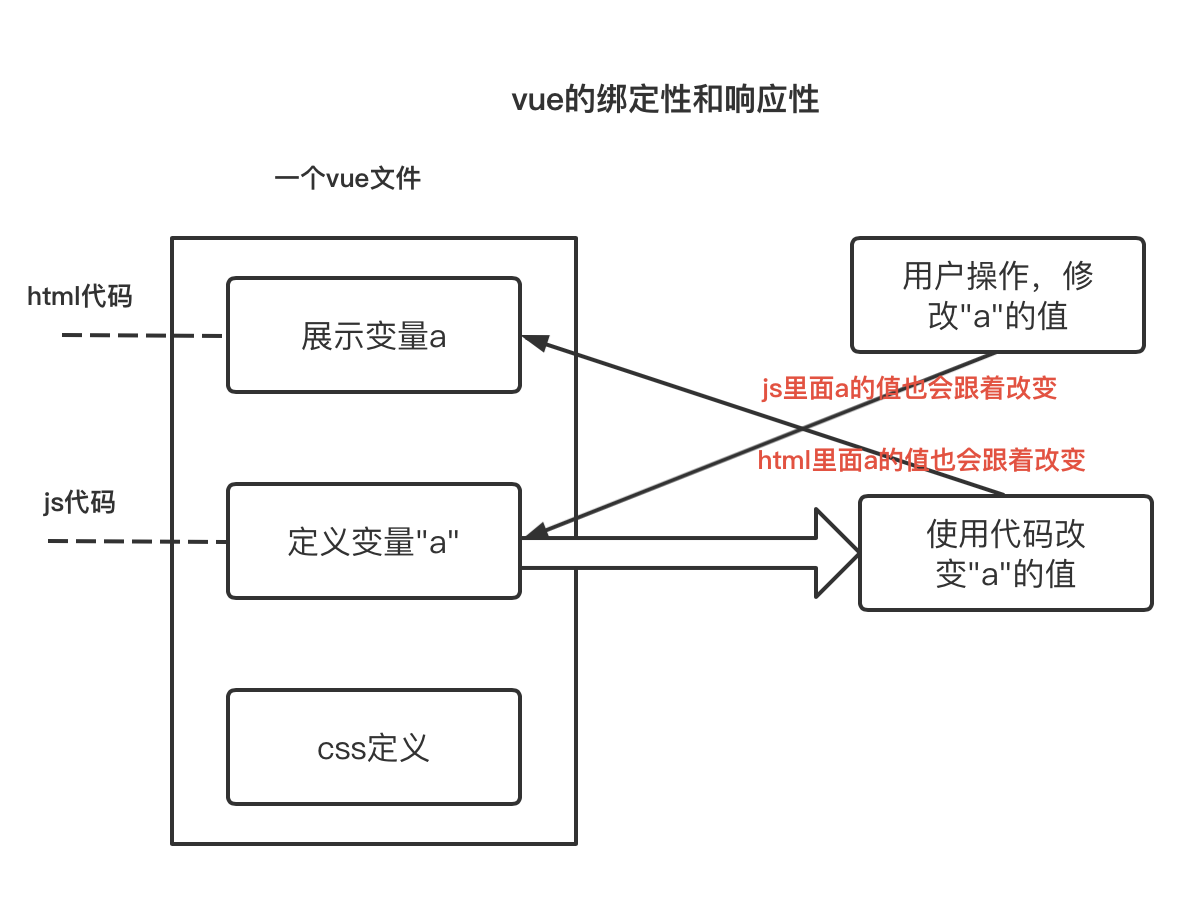 vue的绑定性和响应性
一个vue文件
html代码
展示变量a
用户操作，修
改"a"的值
js里面a的值也会跟着改变
html里面a的值也会跟着改变
js代码
定义变量"a"
使用代码改
变"a"的值
css定义